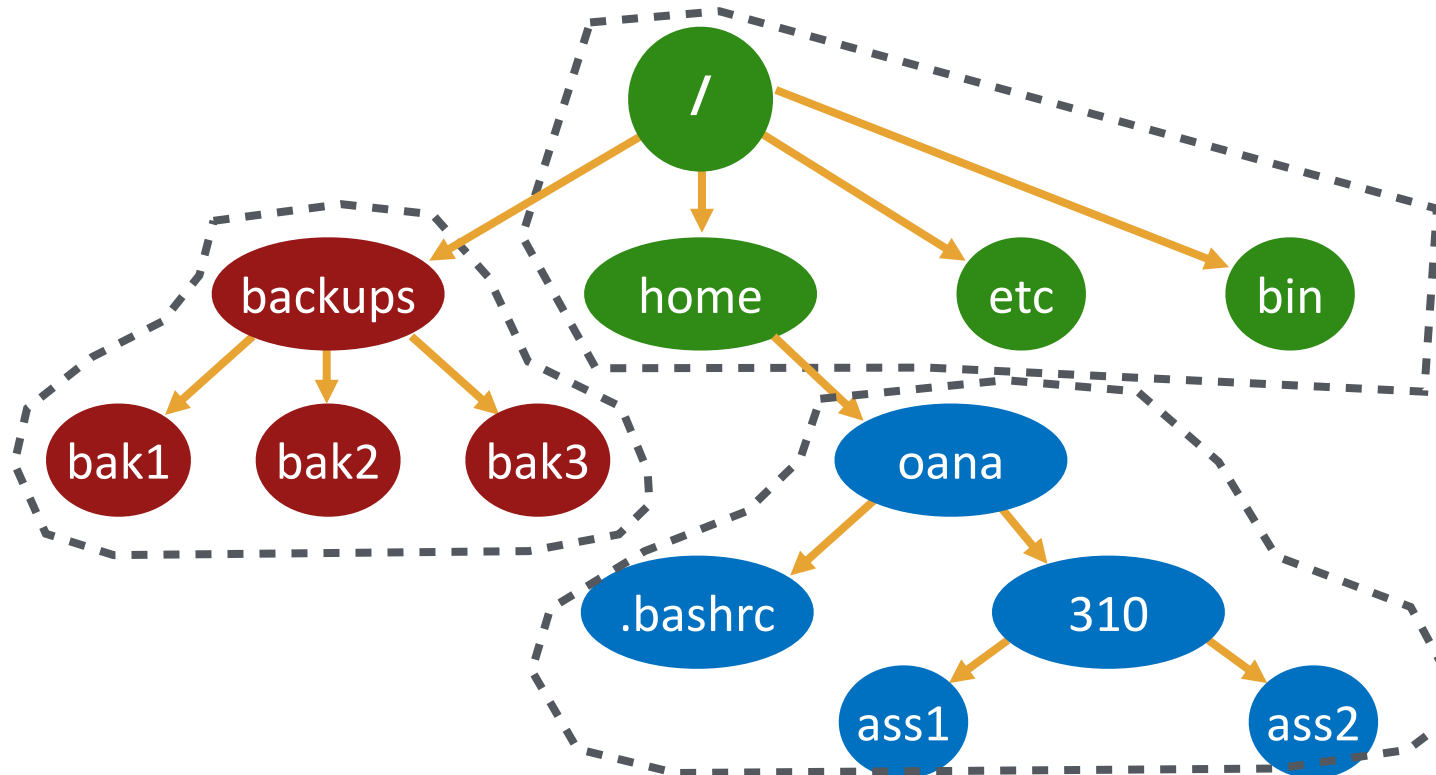 /
backups
home
etc
bin
bak1
bak2
bak3
oana
.bashrc
310
ass1
ass2